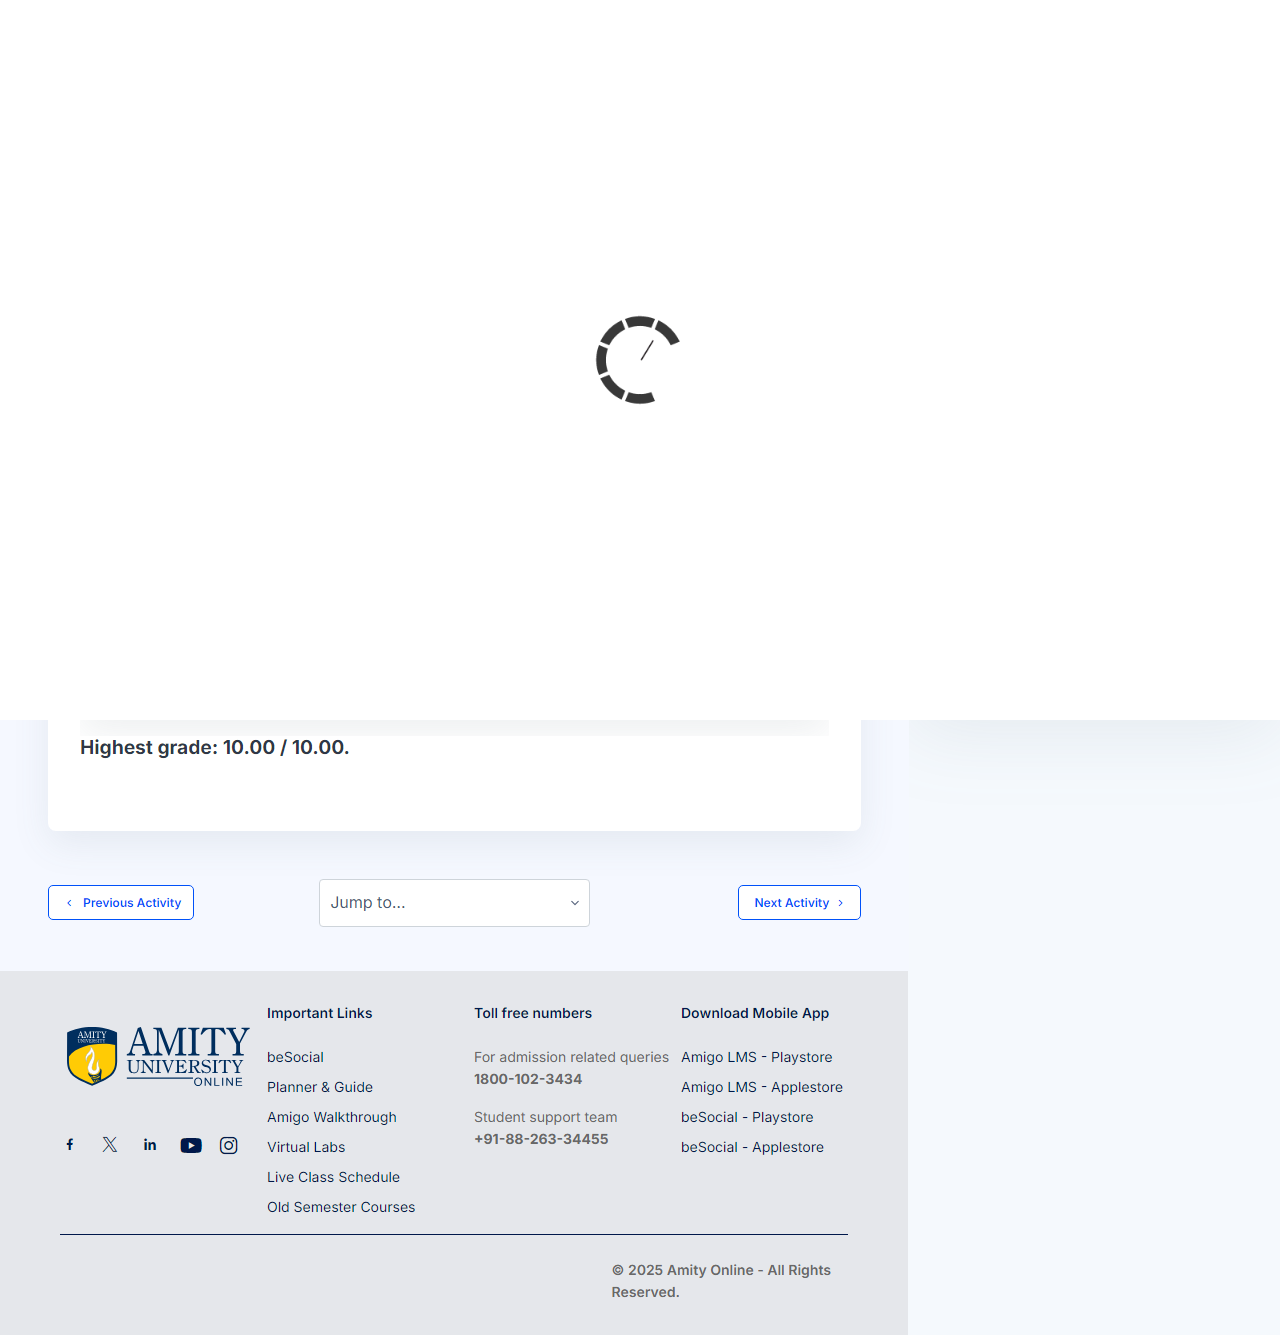 Highest grade: 10.00 / 10.00.
Previous Activity
Jump to...
Next Activity
AMITY
UNIVERSITY
AMITY
UNIVERSITY
ONLINE
Important Links
beSocial
Planner & Guide
Amigo Walkthrough
Virtual Labs
Live Class Schedule
Old Semester Courses
Toll free numbers
For admission related queries
1800-102-3434
Student support team
+91-88-263-34455
Download Mobile App
Amigo LMS - Playstore
Amigo LMS - Applestore
beSocial - Playstore
beSocial - Applestore
© 2025 Amity Online - All Rights
Reserved.